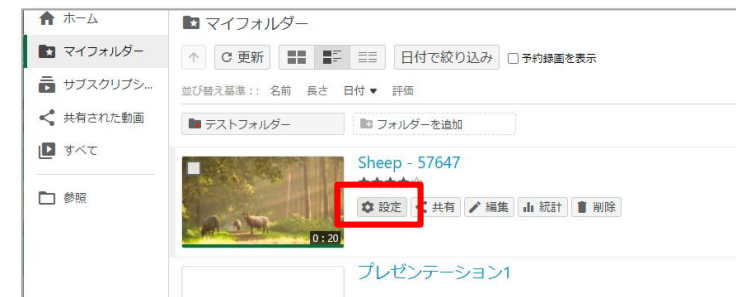 ホーム
マイフォルダー
サブスクリプシ...
共有された動画
すべて
参照
マイフォルダー
更新
日付で絞り込み
予約録画を表示
並び替え基準：: 名前 長さ 日付 ▼ 評価
テストフォルダー
フォルダーを追加
Sheep - 57647
設定 共有 編集 統計 削除
0:20
プレゼンテーション1